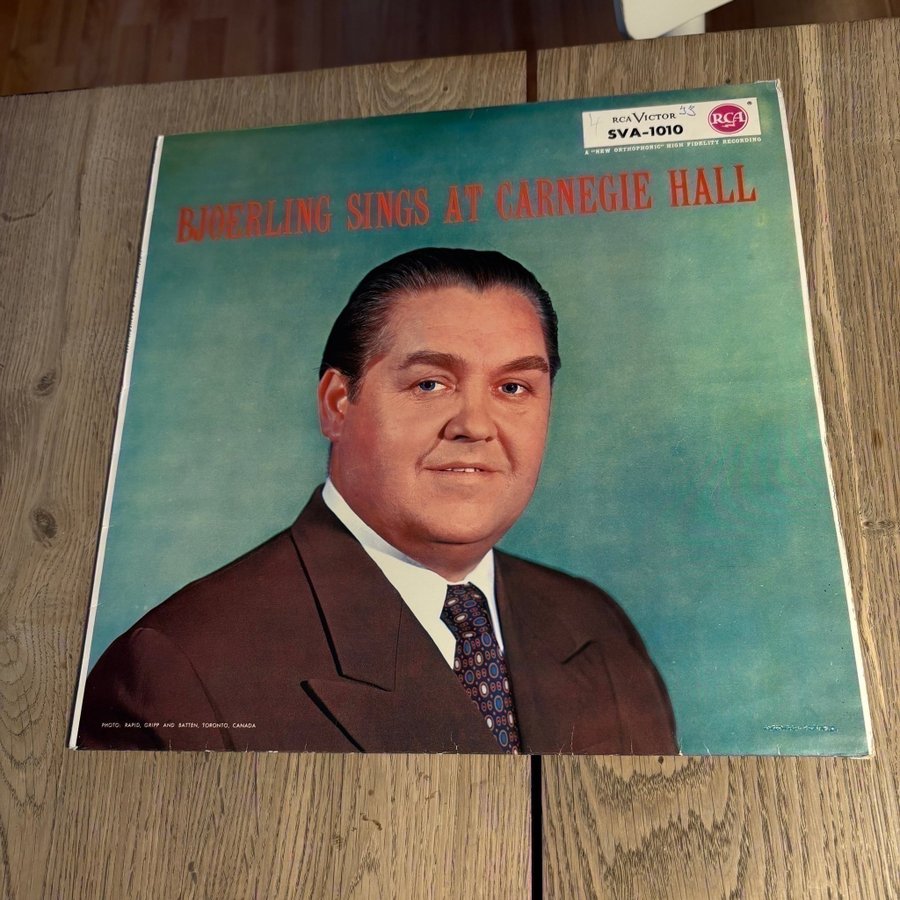 RCA VICTOR
SVA-1010
RCA
®
A "NEW ORTHOPHONIC" HIGH FIDELITY RECORDING
BJOERLING SINGS AT CARNEGIE HALL
PHOTO. RAPID, GRIPP AND BATTEN, TORONTO, CANADA